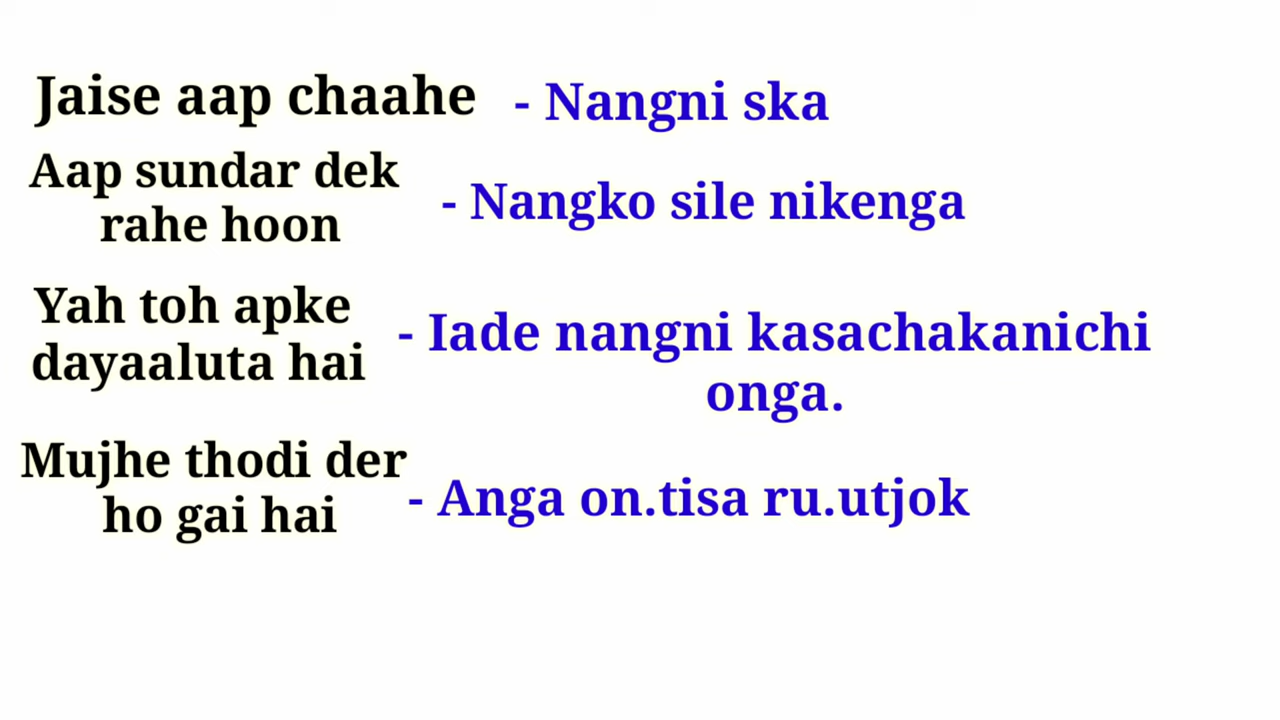 Jaise aap chaahe - Nangni ska
Aap sundar dek
rahe hoon
- Nangko sile nikenga
Yah toh apke
dayaaluta hai
- Iade nangni kasachakanichi
onga.
Mujhe thodi der
ho gai hai
- Anga on.tisa ru.utjok